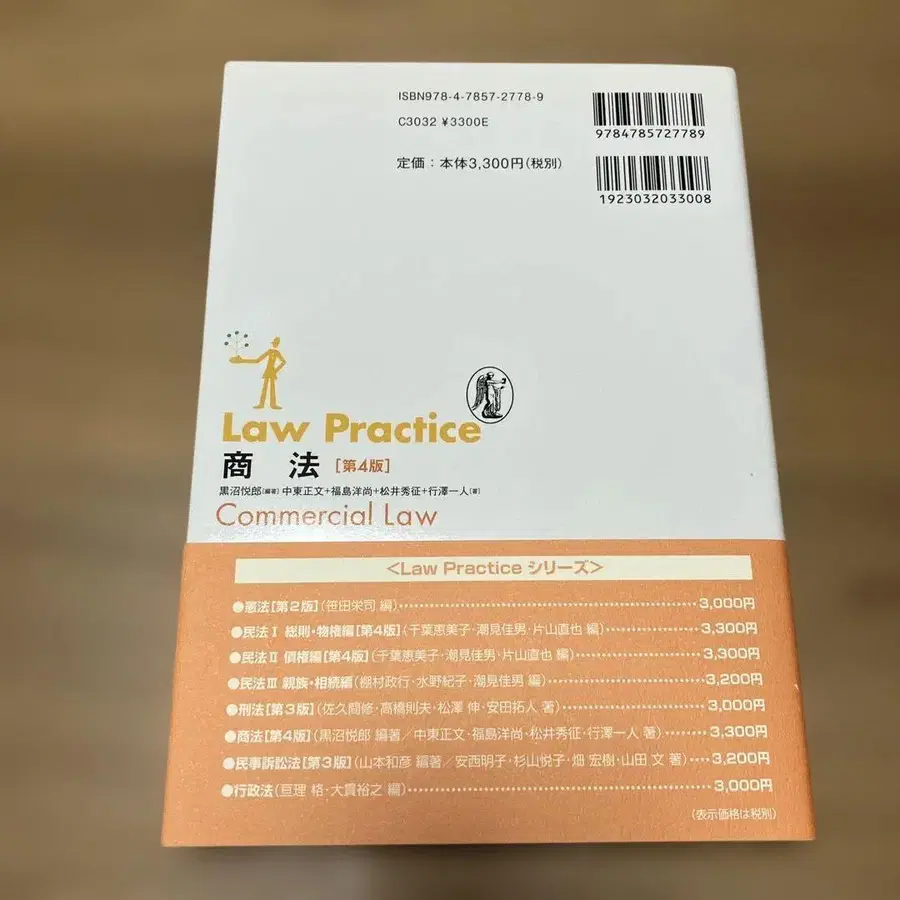 ISBN978-4-7857-2778-9
C3032 ¥3300E
定価：本体3,300円(税別)
9784785727789
1923032033008
Law Practice
商 法 [第4版]
黒沼悦郎[編著] 中東正文+福島洋尚+松井秀征+行澤一人[著]
Commercial Law
<Law Practice シリーズ>
●憲法[第2版](笹田栄司 編)……3,000円
●民法Ⅰ 総則・物権編[第4版](千葉恵美子・潮見佳男・片山直也 編)……3,300円
●民法Ⅱ 債権編[第4版](千葉恵美子・潮見佳男・片山直也 編)……3,300円
●民法Ⅲ 親族・相続編(棚村政行・水野紀子・潮見佳男 編)……3,200円
●刑法[第3版](佐久間修・高橋則夫・松澤 伸・安田拓人 著)……3,000円
●商法[第4版](黒沼悦郎 編著／中東正文・福島洋尚・松井秀征・行澤一人 著)……3,300円
●民事訴訟法[第3版](山本和彦 編著／安西明子・杉山悦子・畑 宏樹・山田 文 著)……3,200円
●行政法(亘理 格・大貫裕之 編)……3,000円
(表示価格は税別)